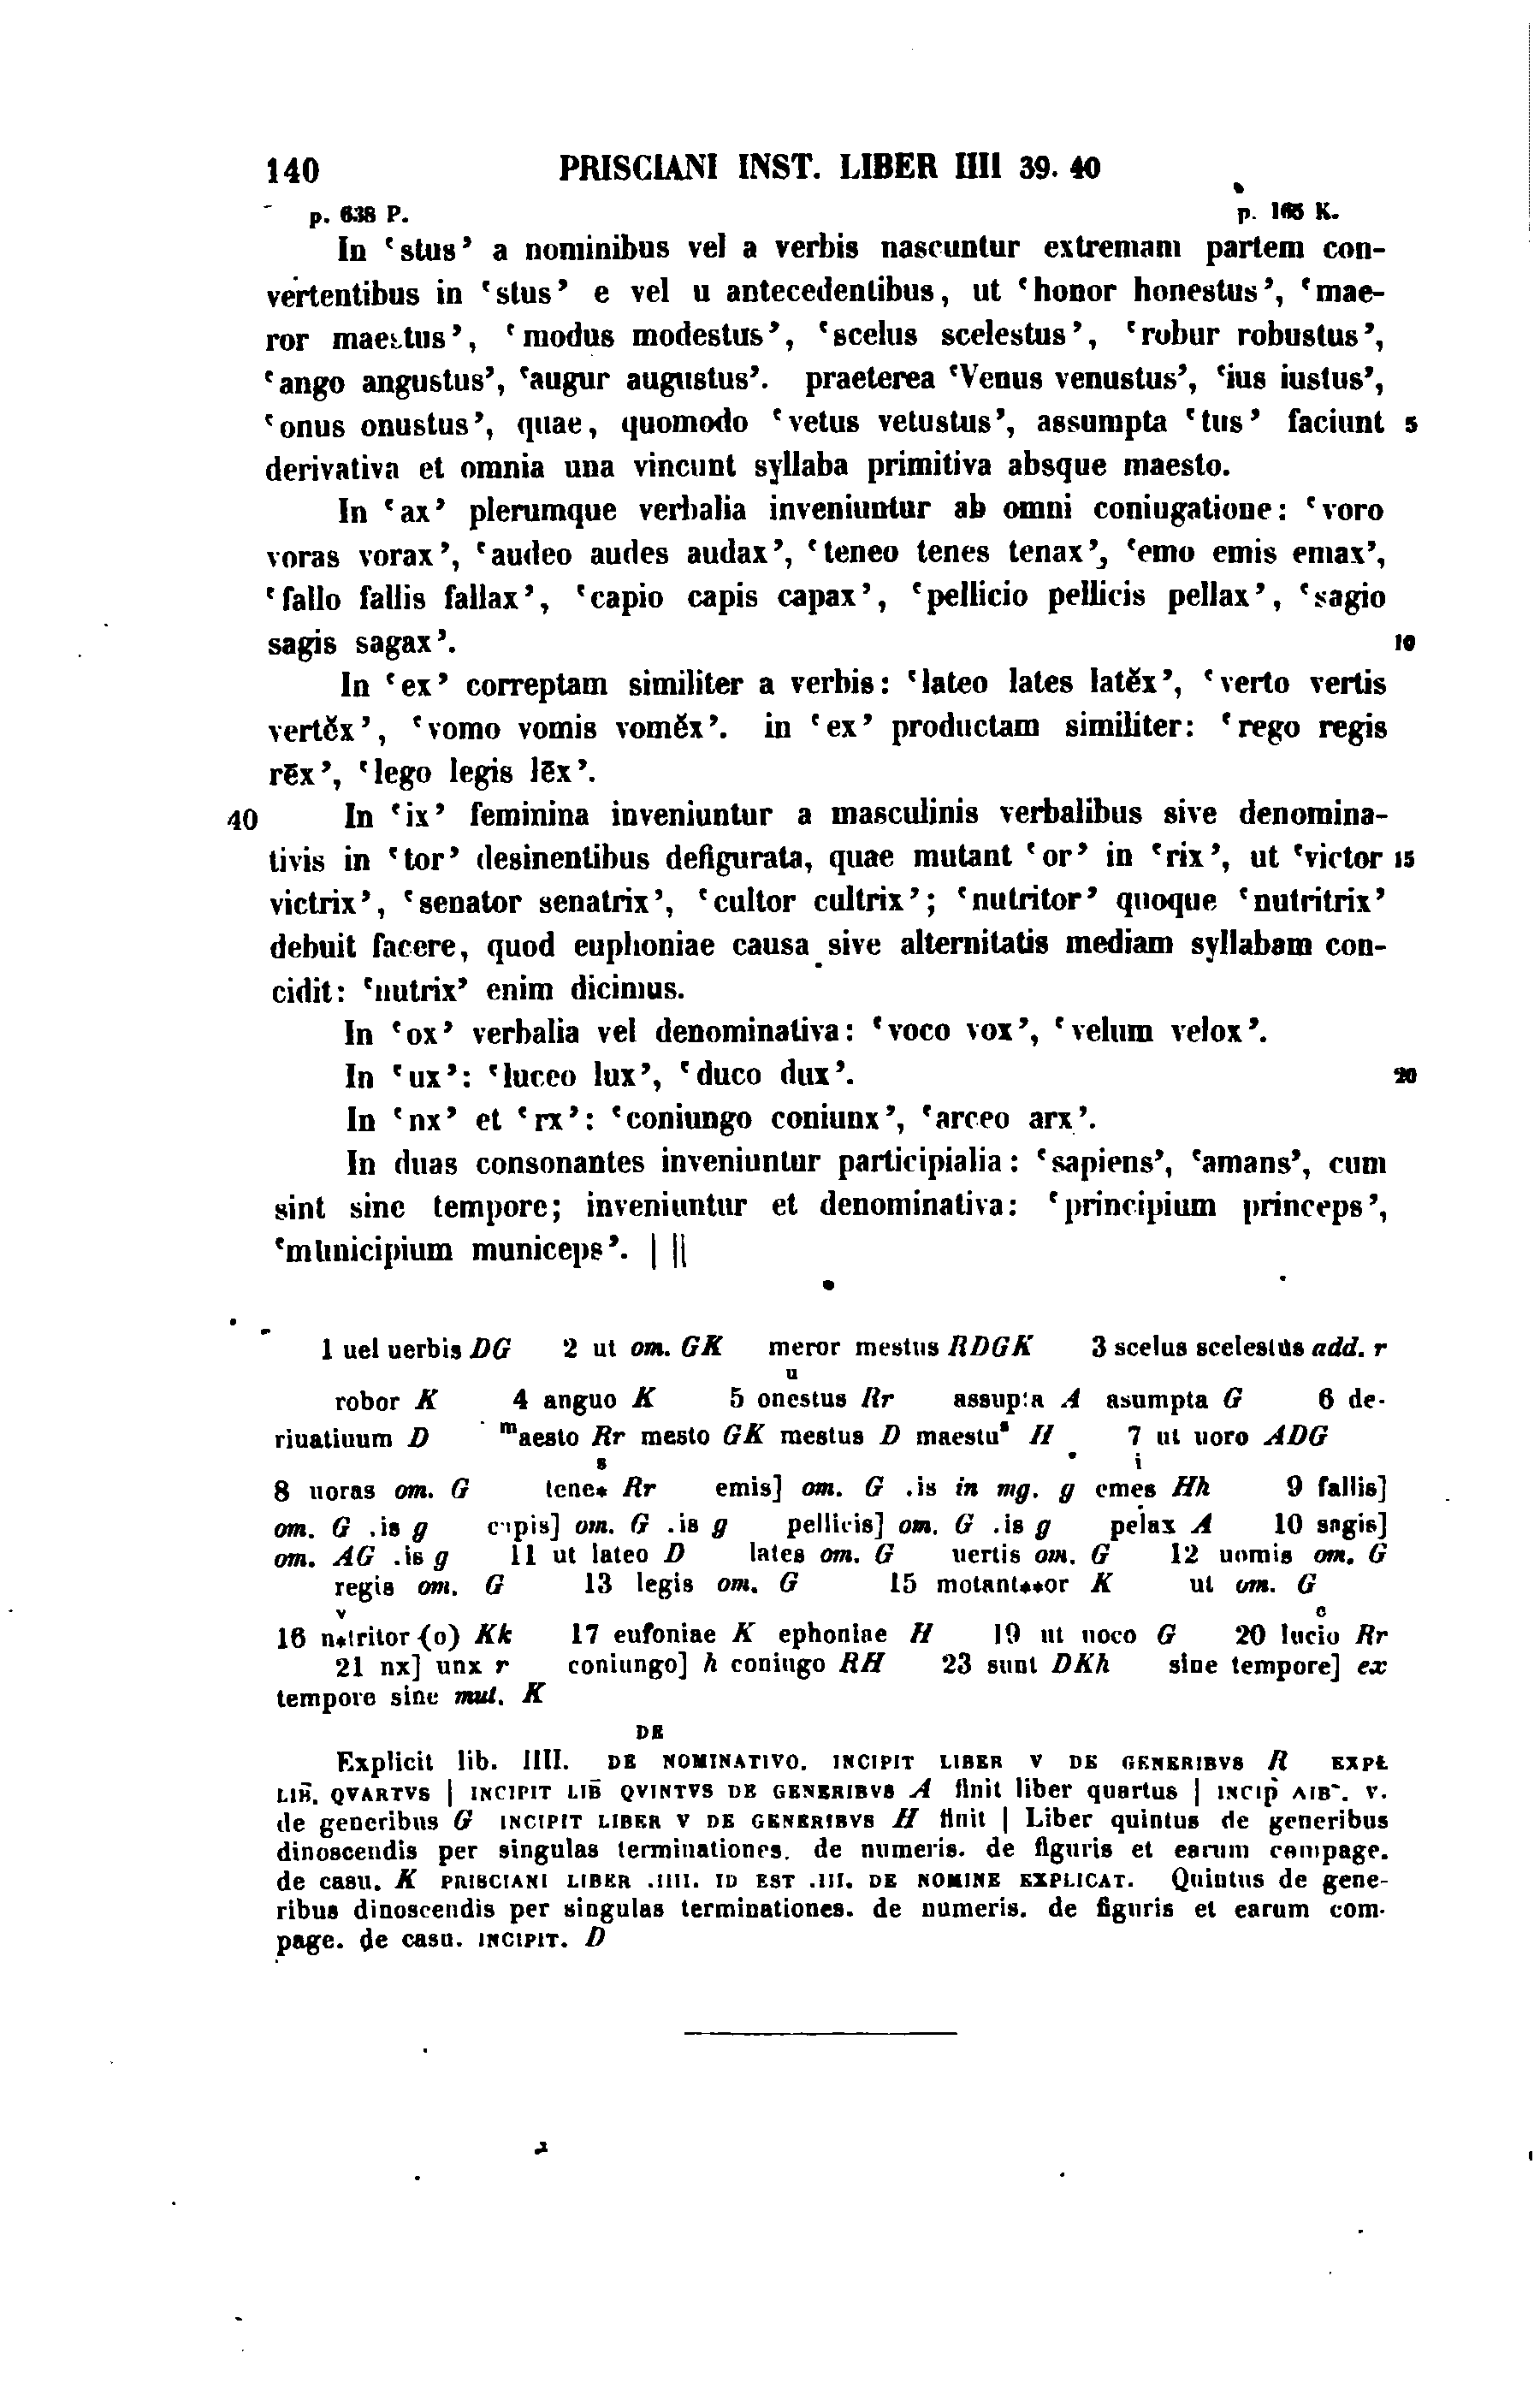 140 PRISCIANI INST. LIBER IIII 39. 40
p. 638 P. p. 165 K.
In ‘stus’ a nominibus vel a verbis nascuntur extremam partem con-
vertentibus in ‘stus’ e vel u antecedentibus, ut ‘honor honestus’, ‘mae-
ror maestus’, ‘modus modestus’, ‘scelus scelestus’, ‘robur robustus’,
‘ango angustus’, ‘augur augustus’. praeterea ‘Venus venustus’, ‘ius iustus’,
‘onus onustus’, quae, quomodo ‘vetus vetustus’, assumpta ‘tus’ faciunt 5
derivativa et omnia una vincunt syllaba primitiva absque maesto.
In ‘ax’ plerumque verbalia inveniuntur ab omni coniugatione: ‘voro
voras vorax’, ‘audeo audes audax’, ‘teneo tenes tenax’, ‘emo emis emax’,
‘fallo fallis fallax’, ‘capio capis capax’, ‘pellicio pellicis pellax’, ‘sagio
sagis sagax’. 10
In ‘ex’ correptam similiter a verbis: ‘lateo lates latĕx’, ‘verto vertis
vertĕx’, ‘vomo vomis vomĕx’. in ‘ex’ productam similiter: ‘rego regis
rēx’, ‘lego legis lēx’.
40 In ‘ix’ feminina inveniuntur a masculinis verbalibus sive denomina-
tivis in ‘tor’ desinentibus defigurata, quae mutant ‘or’ in ‘rix’, ut ‘victor 15
victrix’, ‘senator senatrix’, ‘cultor cultrix’; ‘nutritor’ quoque ‘nutritrix’
debuit facere, quod euphoniae causa sive alternitatis mediam syllabam con-
cidit: ‘nutrix’ enim dicimus.
In ‘ox’ verbalia vel denominativa: ‘voco vox’, ‘velum velox’.
In ‘ux’: ‘luceo lux’, ‘duco dux’. 20
In ‘nx’ et ‘rx’: ‘coniungo coniunx’, ‘arceo arx’.
In duas consonantes inveniuntur participialia: ‘sapiens’, ‘amans’, cum
sint sine tempore; inveniuntur et denominativa: ‘principium princeps’,
‘municipium municeps’. | ||
1 uel uerbis DG 2 ut om. GK meror mestus RDGK 3 scelus scelestus add. r
u
robor K 4 anguo K 5 onestus Rr assup:a A asumpta G 6 de-
riuatiuum D maesto Rr mesto GK mestus D maestuˢ H 7 ut uoro ADG
s i
8 uoras om. G tene* Rr emis] om. G .is in mg. g emes Hh 9 fallis]
om. G .is g capis] om. G .is g pellicis] om. G .is g pelax A 10 sagis]
om. AG .is g 11 ut lateo D lates om. G uertis om. G 12 uomis om. G
regis om. G 13 legis om. G 15 motant**or K ut om. G
v c
16 n*tritor (o) Kk 17 eufoniae K ephoniae H 19 ut uoco G 20 lucio Rr
21 nx] unx r coniungo] h coniugo RH 23 sunt DKh sine tempore] ex
tempore sine mut. K
DE
Explicit lib. IIII. DE NOMINATIVO. INCIPIT LIBER V DE GENERIBVS R EXPŁ
LIB̄. QVARTVS | INCIPIT LIB̄ QVINTVS DE GENERIBVS A finit liber quartus | INCIP̄ LIB‾. V.
de generibus G INCIPIT LIBER V DE GENERIBVS H finit | Liber quintus de generibus
dinoscendis per singulas terminationes. de numeris. de figuris et earum compage.
de casu. K PRISCIANI LIBER .IIII. ID EST .III. DE NOMINE EXPLICAT. Quintus de gene-
ribus dinoscendis per singulas terminationes. de numeris. de figuris et earum com-
page. de casu. INCIPIT. D